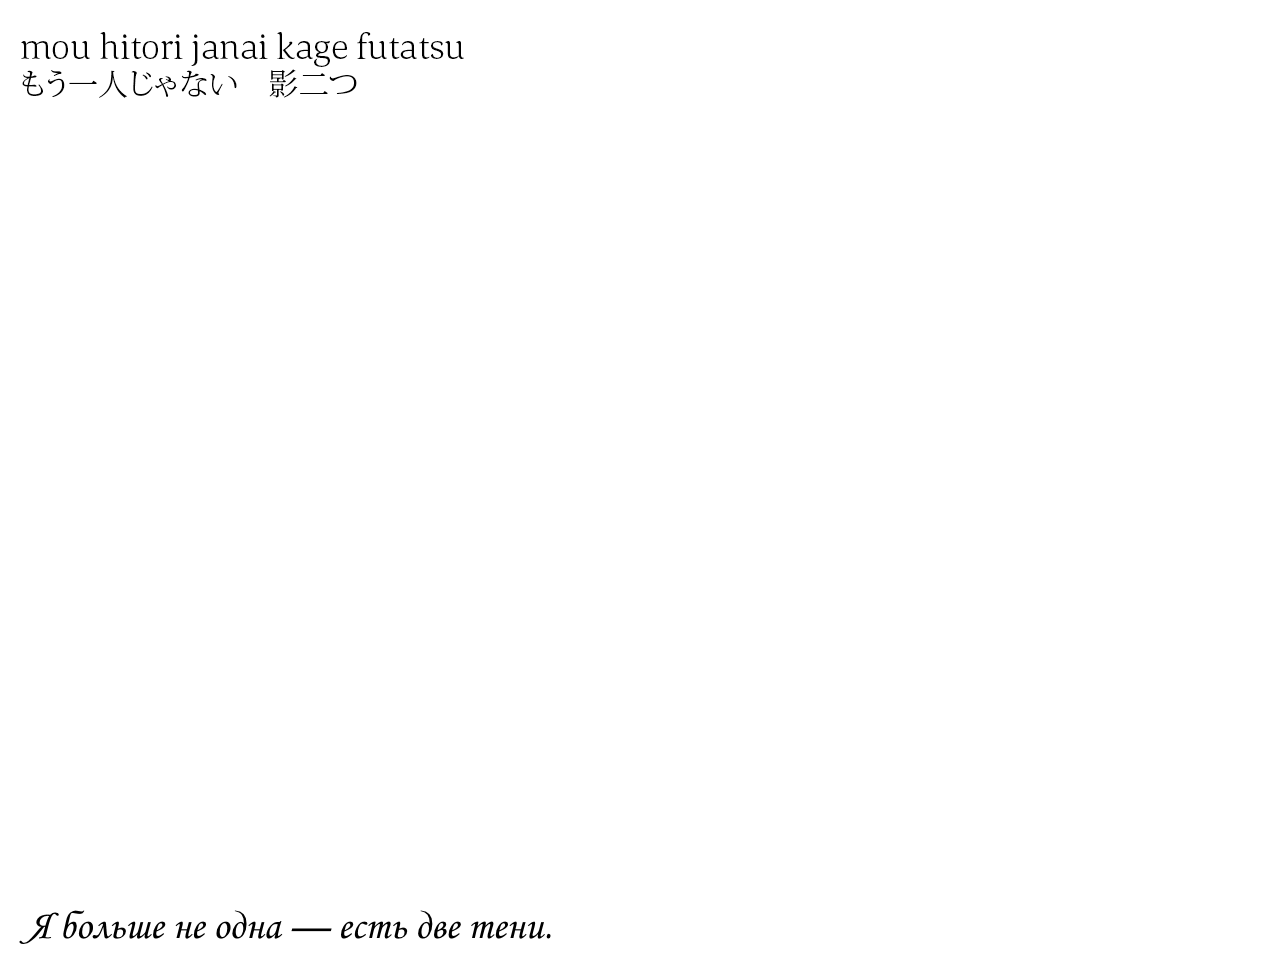 mou hitori janai kage futatsu
もう一人じゃない　影二つ
Я больше не одна — есть две тени.